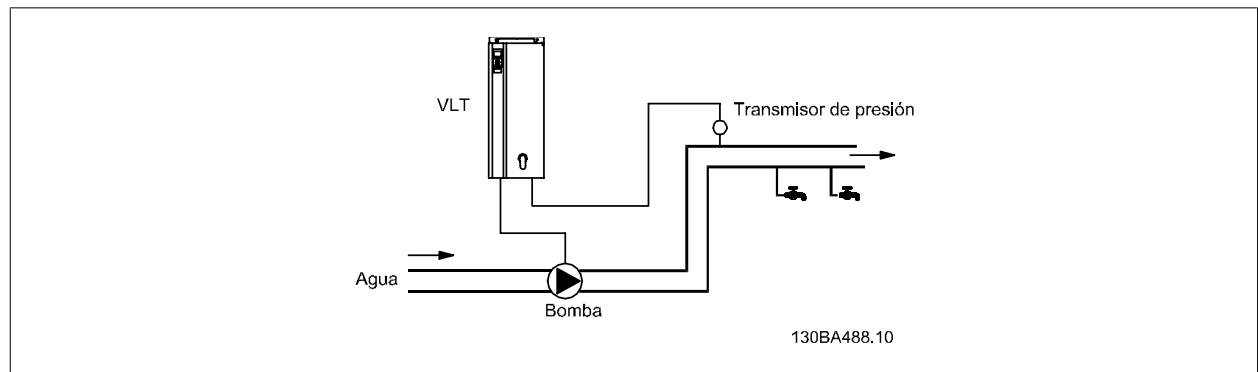 VLT
Transmisor de presión
Agua
Bomba
130BA488.10